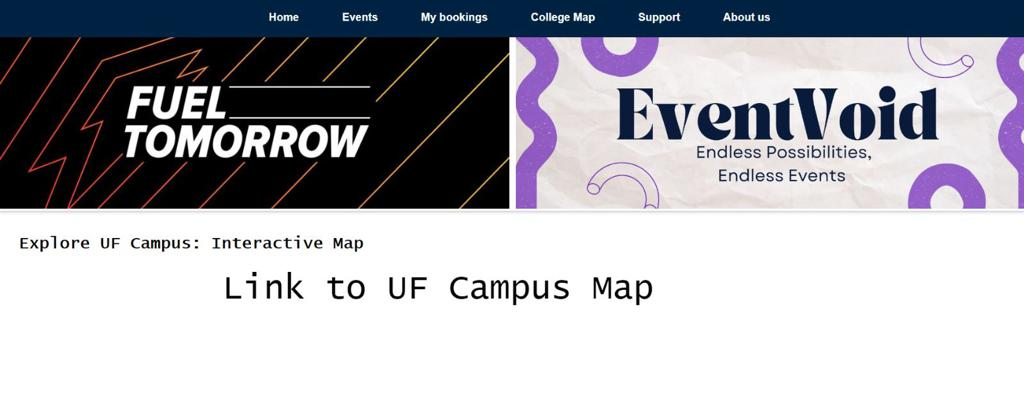 Home Events My bookings College Map Support About us
FUEL
TOMORROW
EventVoid
Endless Possibilities,
Endless Events
Explore UF Campus: Interactive Map
Link to UF Campus Map